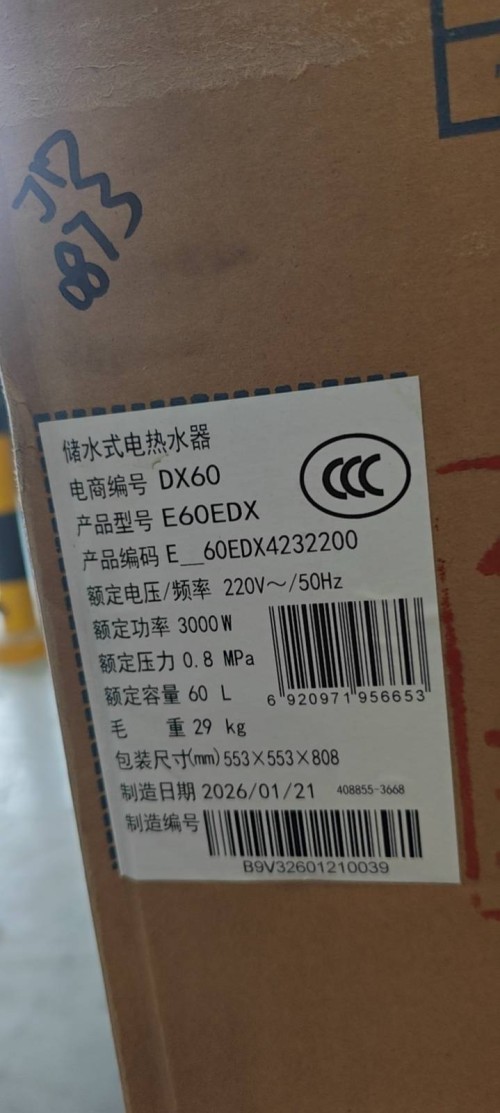 储水式电热水器
电商编号 DX60
CCC
产品型号 E60EDX
产品编码 E__60EDX4232200
额定电压/频率 220V～/50Hz
额定功率 3000W
额定压力 0.8 MPa
额定容量 60 L
6 920971 956653
毛 重 29 kg
包装尺寸(mm) 553×553×808
制造日期 2026/01/21 408855-3668
制造编号
B9V32601210039